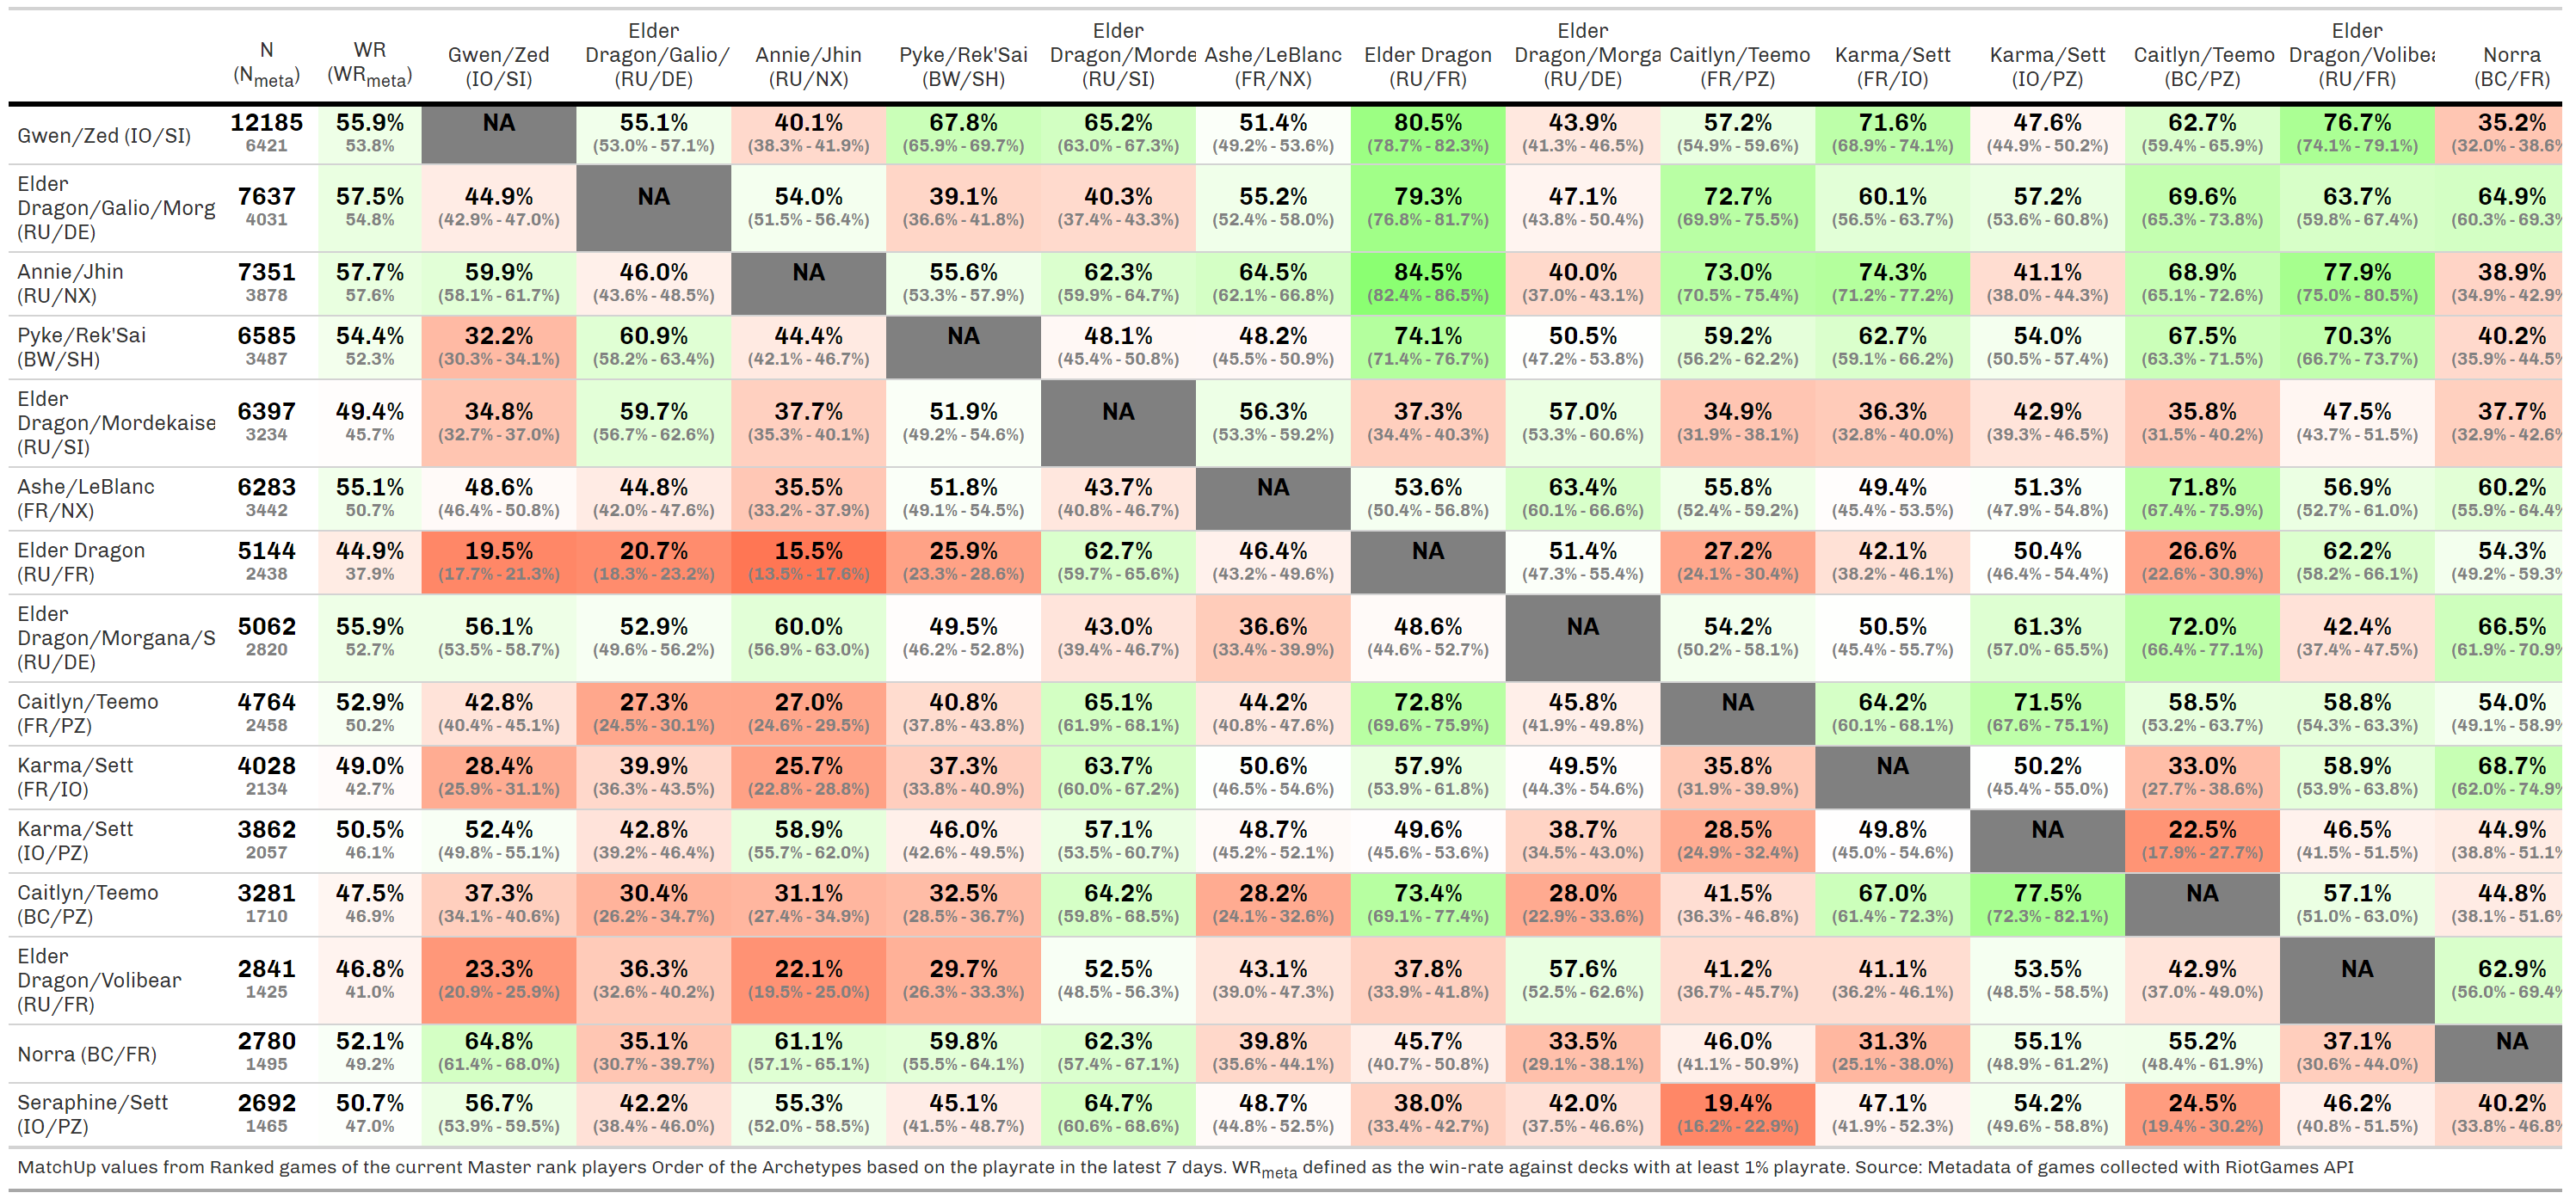 N (N_meta) WR (WR_meta) Gwen/Zed (IO/SI) Elder Dragon/Galio/ (RU/DE) Annie/Jhin (RU/NX) Pyke/Rek'Sai (BW/SH) Elder Dragon/Morde (RU/SI) Ashe/LeBlanc (FR/NX) Elder Dragon (RU/FR) Elder Dragon/Morga (RU/DE) Caitlyn/Teemo (FR/PZ) Karma/Sett (FR/IO) Karma/Sett (IO/PZ) Caitlyn/Teemo (BC/PZ) Elder Dragon/Volibea (RU/FR) Norra (BC/FR)
Gwen/Zed (IO/SI) 12185 55.9% NA 55.1% 40.1% 67.8% 65.2% 51.4% 80.5% 43.9% 57.2% 71.6% 47.6% 62.7% 76.7% 35.2%
6421 53.8% (53.0% - 57.1%) (38.3% - 41.9%) (65.9% - 69.7%) (63.0% - 67.3%) (49.2% - 53.6%) (78.7% - 82.3%) (41.3% - 46.5%) (54.9% - 59.6%) (68.9% - 74.1%) (44.9% - 50.2%) (59.4% - 65.9%) (74.1% - 79.1%) (32.0% - 38.6%
Elder Dragon/Galio/Morg (RU/DE) 7637 57.5% 44.9% NA 54.0% 39.1% 40.3% 55.2% 79.3% 47.1% 72.7% 60.1% 57.2% 69.6% 63.7% 64.9%
4031 54.8% (42.9% - 47.0%) (51.5% - 56.4%) (36.6% - 41.8%) (37.4% - 43.3%) (52.4% - 58.0%) (76.8% - 81.7%) (43.8% - 50.4%) (69.9% - 75.5%) (56.5% - 63.7%) (53.6% - 60.8%) (65.3% - 73.8%) (59.8% - 67.4%) (60.3% - 69.3%
Annie/Jhin (RU/NX) 7351 57.7% 59.9% 46.0% NA 55.6% 62.3% 64.5% 84.5% 40.0% 73.0% 74.3% 41.1% 68.9% 77.9% 38.9%
3878 57.6% (58.1% - 61.7%) (43.6% - 48.5%) (53.3% - 57.9%) (59.9% - 64.7%) (62.1% - 66.8%) (82.4% - 86.5%) (37.0% - 43.1%) (70.5% - 75.4%) (71.2% - 77.2%) (38.0% - 44.3%) (65.1% - 72.6%) (75.0% - 80.5%) (34.9% - 42.9%
Pyke/Rek'Sai (BW/SH) 6585 54.4% 32.2% 60.9% 44.4% NA 48.1% 48.2% 74.1% 50.5% 59.2% 62.7% 54.0% 67.5% 70.3% 40.2%
3487 52.3% (30.3% - 34.1%) (58.2% - 63.4%) (42.1% - 46.7%) (45.4% - 50.8%) (45.5% - 50.9%) (71.4% - 76.7%) (47.2% - 53.8%) (56.2% - 62.2%) (59.1% - 66.2%) (50.5% - 57.4%) (63.3% - 71.5%) (66.7% - 73.7%) (35.9% - 44.5%
Elder Dragon/Mordekaise (RU/SI) 6397 49.4% 34.8% 59.7% 37.7% 51.9% NA 56.3% 37.3% 57.0% 34.9% 36.3% 42.9% 35.8% 47.5% 37.7%
3234 45.7% (32.7% - 37.0%) (56.7% - 62.6%) (35.3% - 40.1%) (49.2% - 54.6%) (53.3% - 59.2%) (34.4% - 40.3%) (53.3% - 60.6%) (31.9% - 38.1%) (32.8% - 40.0%) (39.3% - 46.5%) (31.5% - 40.2%) (43.7% - 51.5%) (32.9% - 42.6%
Ashe/LeBlanc (FR/NX) 6283 55.1% 48.6% 44.8% 35.5% 51.8% 43.7% NA 53.6% 63.4% 55.8% 49.4% 51.3% 71.8% 56.9% 60.2%
3442 50.7% (46.4% - 50.8%) (42.0% - 47.6%) (33.2% - 37.9%) (49.1% - 54.5%) (40.8% - 46.7%) (50.4% - 56.8%) (60.1% - 66.6%) (52.4% - 59.2%) (45.4% - 53.5%) (47.9% - 54.8%) (67.4% - 75.9%) (52.7% - 61.0%) (55.9% - 64.4%
Elder Dragon (RU/FR) 5144 44.9% 19.5% 20.7% 15.5% 25.9% 62.7% 46.4% NA 51.4% 27.2% 42.1% 50.4% 26.6% 62.2% 54.3%
2438 37.9% (17.7% - 21.3%) (18.3% - 23.2%) (13.5% - 17.6%) (23.3% - 28.6%) (59.7% - 65.6%) (43.2% - 49.6%) (47.3% - 55.4%) (24.1% - 30.4%) (38.2% - 46.1%) (46.4% - 54.4%) (22.6% - 30.9%) (58.2% - 66.1%) (49.2% - 59.3%
Elder Dragon/Morgana/S (RU/DE) 5062 55.9% 56.1% 52.9% 60.0% 49.5% 43.0% 36.6% 48.6% NA 54.2% 50.5% 61.3% 72.0% 42.4% 66.5%
2820 52.7% (53.5% - 58.7%) (49.6% - 56.2%) (56.9% - 63.0%) (46.2% - 52.8%) (39.4% - 46.7%) (33.4% - 39.9%) (44.6% - 52.7%) (50.2% - 58.1%) (45.4% - 55.7%) (57.0% - 65.5%) (66.4% - 77.1%) (37.4% - 47.5%) (61.9% - 70.9%
Caitlyn/Teemo (FR/PZ) 4764 52.9% 42.8% 27.3% 27.0% 40.8% 65.1% 44.2% 72.8% 45.8% NA 64.2% 71.5% 58.5% 58.8% 54.0%
2458 50.2% (40.4% - 45.1%) (24.5% - 30.1%) (24.6% - 29.5%) (37.8% - 43.8%) (61.9% - 68.1%) (40.8% - 47.6%) (69.6% - 75.9%) (41.9% - 49.8%) (60.1% - 68.1%) (67.6% - 75.1%) (53.2% - 63.7%) (54.3% - 63.3%) (49.1% - 58.9%
Karma/Sett (FR/IO) 4028 49.0% 28.4% 39.9% 25.7% 37.3% 63.7% 50.6% 57.9% 49.5% 35.8% NA 50.2% 33.0% 58.9% 68.7%
2134 42.7% (25.9% - 31.1%) (36.3% - 43.5%) (22.8% - 28.8%) (33.8% - 40.9%) (60.0% - 67.2%) (46.5% - 54.6%) (53.9% - 61.8%) (44.3% - 54.6%) (31.9% - 39.9%) (45.4% - 55.0%) (27.7% - 38.6%) (53.9% - 63.8%) (62.0% - 74.9%
Karma/Sett (IO/PZ) 3862 50.5% 52.4% 42.8% 58.9% 46.0% 57.1% 48.7% 49.6% 38.7% 28.5% 49.8% NA 22.5% 46.5% 44.9%
2057 46.1% (49.8% - 55.1%) (39.2% - 46.4%) (55.7% - 62.0%) (42.6% - 49.5%) (53.5% - 60.7%) (45.2% - 52.1%) (45.6% - 53.6%) (34.5% - 43.0%) (24.9% - 32.4%) (45.0% - 54.6%) (17.9% - 27.7%) (41.5% - 51.5%) (38.8% - 51.1%
Caitlyn/Teemo (BC/PZ) 3281 47.5% 37.3% 30.4% 31.1% 32.5% 64.2% 28.2% 73.4% 28.0% 41.5% 67.0% 77.5% NA 57.1% 44.8%
1710 46.9% (34.1% - 40.6%) (26.2% - 34.7%) (27.4% - 34.9%) (28.5% - 36.7%) (59.8% - 68.5%) (24.1% - 32.6%) (69.1% - 77.4%) (22.9% - 33.6%) (36.3% - 46.8%) (61.4% - 72.3%) (72.3% - 82.1%) (51.0% - 63.0%) (38.1% - 51.6%
Elder Dragon/Volibear (RU/FR) 2841 46.8% 23.3% 36.3% 22.1% 29.7% 52.5% 43.1% 37.8% 57.6% 41.2% 41.1% 53.5% 42.9% NA 62.9%
1425 41.0% (20.9% - 25.9%) (32.6% - 40.2%) (19.5% - 25.0%) (26.3% - 33.3%) (48.5% - 56.3%) (39.0% - 47.3%) (33.9% - 41.8%) (52.5% - 62.6%) (36.7% - 45.7%) (36.2% - 46.1%) (48.5% - 58.5%) (37.0% - 49.0%) (56.0% - 69.4%
Norra (BC/FR) 2780 52.1% 64.8% 35.1% 61.1% 59.8% 62.3% 39.8% 45.7% 33.5% 46.0% 31.3% 55.1% 55.2% 37.1% NA
1495 49.2% (61.4% - 68.0%) (30.7% - 39.7%) (57.1% - 65.1%) (55.5% - 64.1%) (57.4% - 67.1%) (35.6% - 44.1%) (40.7% - 50.8%) (29.1% - 38.1%) (41.1% - 50.9%) (25.1% - 38.0%) (48.9% - 61.2%) (48.4% - 61.9%) (30.6% - 44.0%)
Seraphine/Sett (IO/PZ) 2692 50.7% 56.7% 42.2% 55.3% 45.1% 64.7% 48.7% 38.0% 42.0% 19.4% 47.1% 54.2% 24.5% 46.2% 40.2%
1465 47.0% (53.9% - 59.5%) (38.4% - 46.0%) (52.0% - 58.5%) (41.5% - 48.7%) (60.6% - 68.6%) (44.8% - 52.5%) (33.4% - 42.7%) (37.5% - 46.6%) (16.2% - 22.9%) (41.9% - 52.3%) (49.6% - 58.8%) (19.4% - 30.2%) (40.8% - 51.5%) (33.8% - 46.8%
MatchUp values from Ranked games of the current Master rank players Order of the Archetypes based on the playrate in the latest 7 days. WR_meta defined as the win-rate against decks with at least 1% playrate. Source: Metadata of games collected with RiotGames API